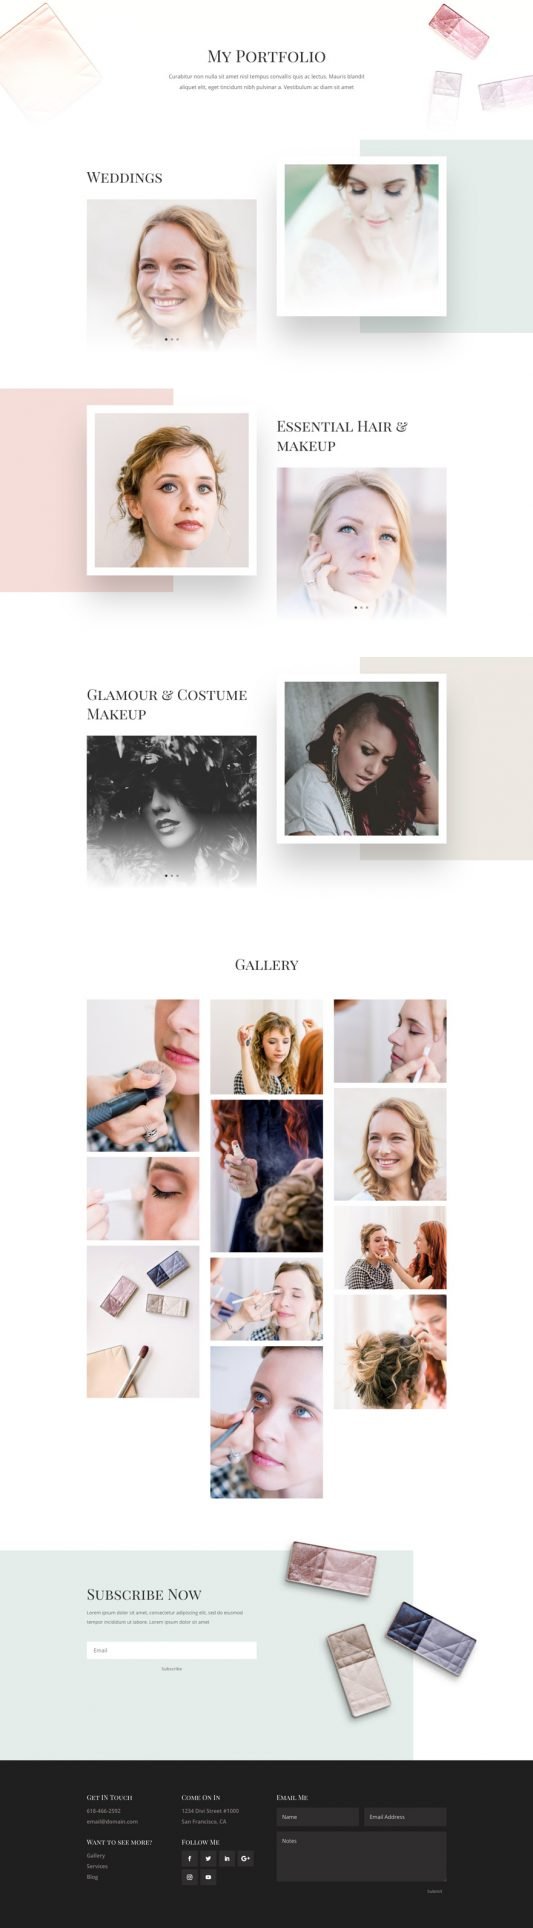 My Portfolio
Curabitur non nulla sit amet nisl tempus convallis quis ac lectus. Mauris blandit
aliquet elit, eget tincidunt nibh pulvinar a. Vestibulum ac diam sit amet
Weddings
Essential Hair &
makeup
Glamour & Costume
Makeup
Gallery
Subscribe Now
Lorem ipsum dolor sit amet, consectetur adipiscing elit, sed do eiusmod
tempor incididunt ut labore. Lorem ipsum dolor sit amet
Email
Subscribe
Get IN Touch
618-466-2592
email@domain.com
Want to see more?
Gallery
Services
Blog
Come On In
1234 Divi Street #1000
San Francisco, CA
Follow Me
f
in
G+
Email Me
Name
Email Address
Notes
Submit